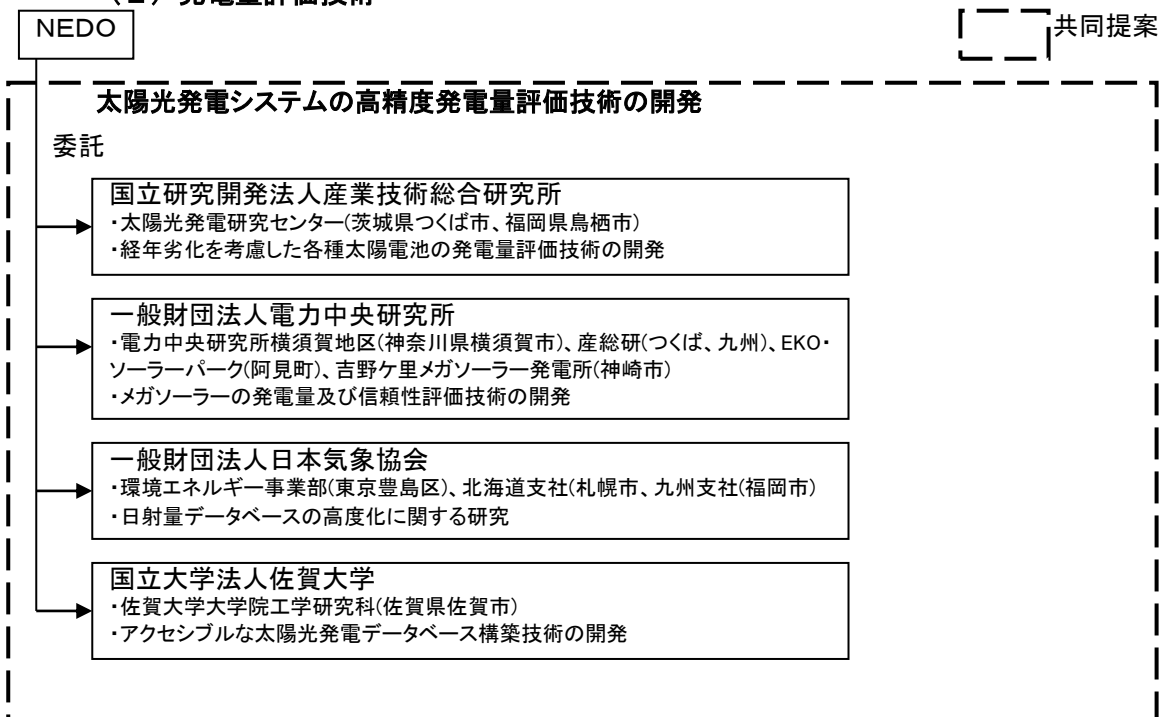 (2) 発電量評価技術
NEDO
共同提案
太陽光発電システムの高精度発電量評価技術の開発
委託
国立研究開発法人産業技術総合研究所
・太陽光発電研究センター(茨城県つくば市、福岡県鳥栖市)
・経年劣化を考慮した各種太陽電池の発電量評価技術の開発
一般財団法人電力中央研究所
・電力中央研究所横須賀地区(神奈川県横須賀市)、産総研(つくば、九州)、EKO・
ソーラーパーク(阿見町)、吉野ケ里メガソーラー発電所(神崎市)
・メガソーラーの発電量及び信頼性評価技術の開発
一般財団法人日本気象協会
・環境エネルギー事業部(東京豊島区)、北海道支社(札幌市、九州支社(福岡市)
・日射量データベースの高度化に関する研究
国立大学法人佐賀大学
・佐賀大学大学院工学研究科(佐賀県佐賀市)
・アクセシブルな太陽光発電データベース構築技術の開発